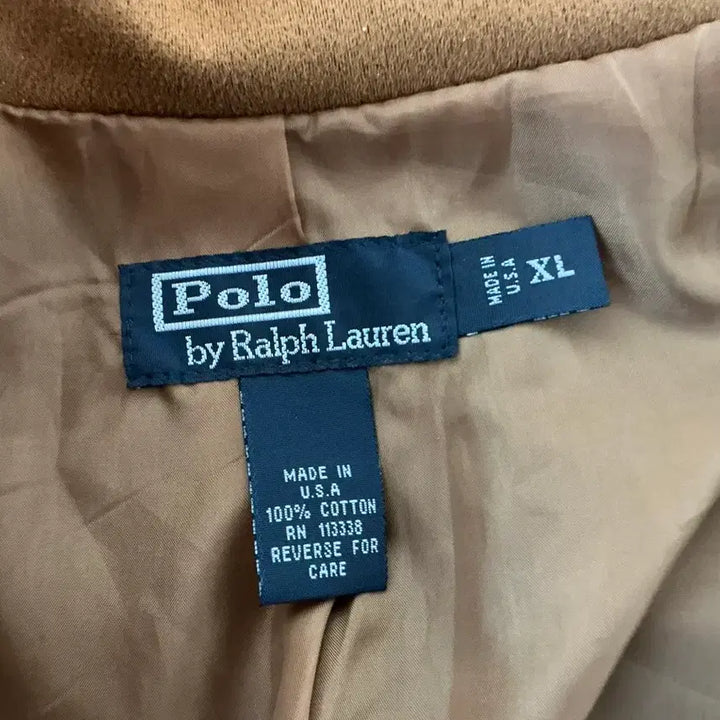 Polo
by Ralph Lauren
MADE IN
U.S.A
XL
MADE IN
U.S.A
100% COTTON
RN 113338
REVERSE FOR
CARE